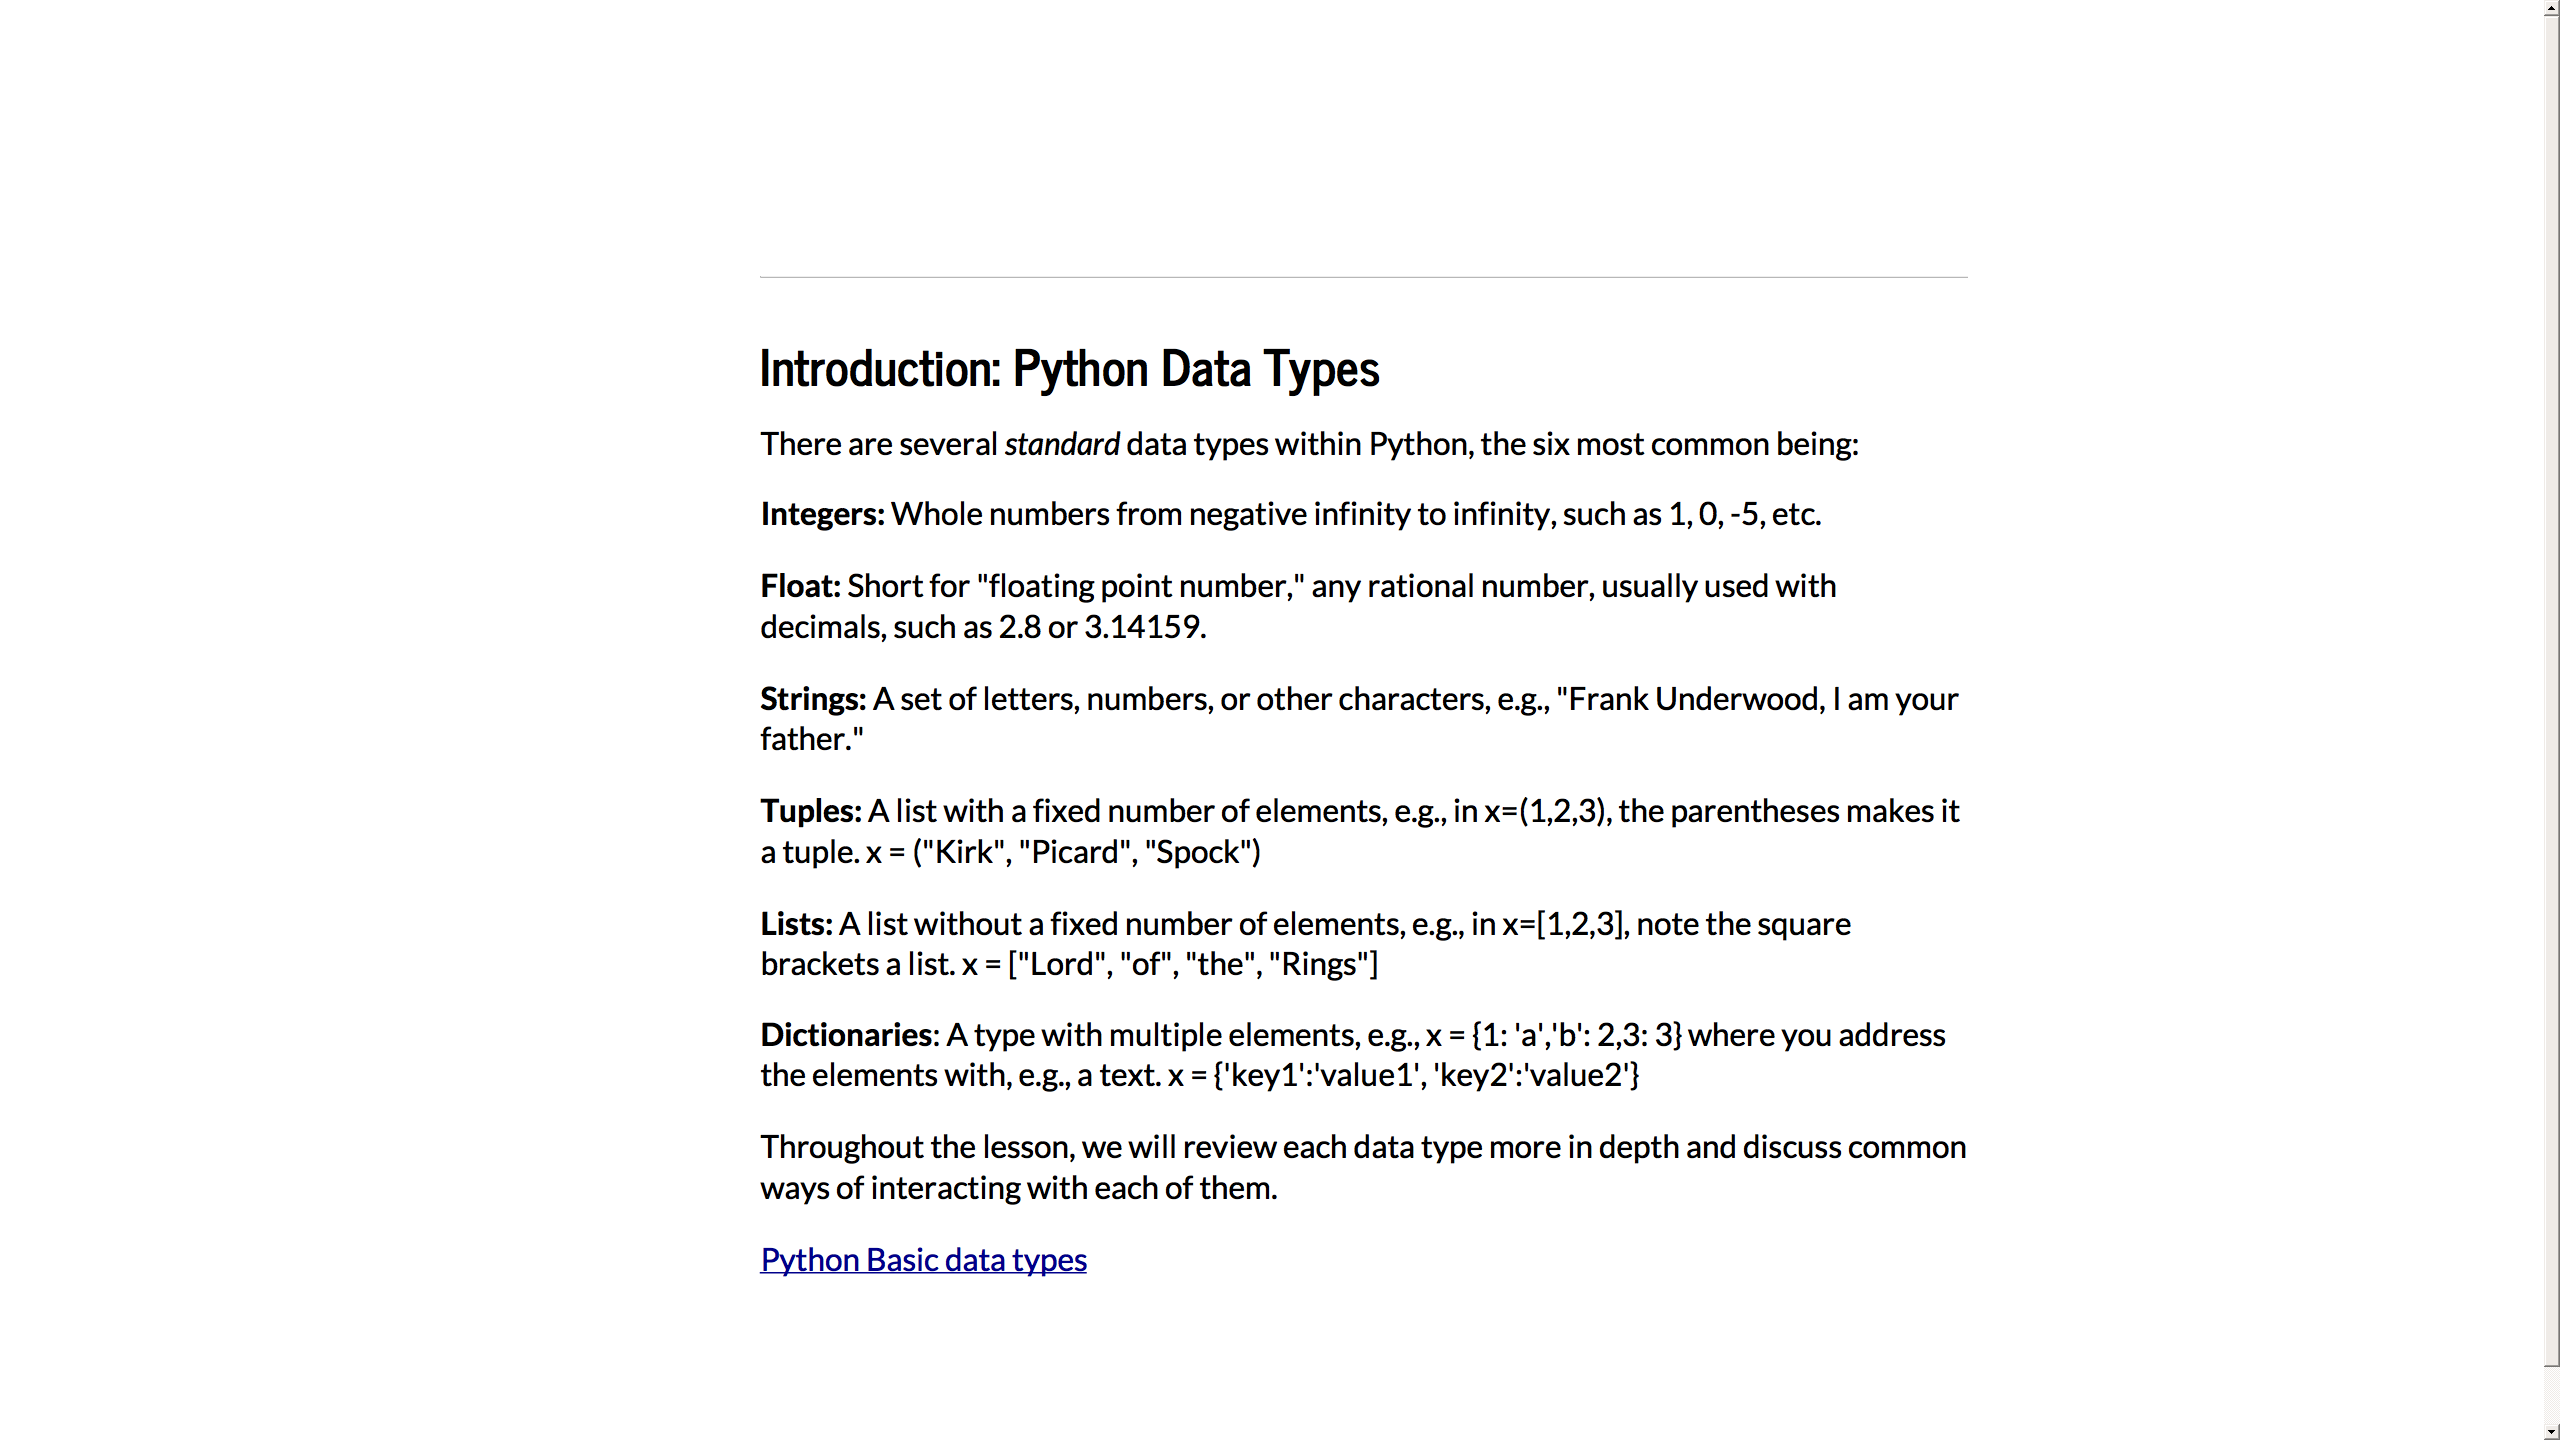 Introduction: Python Data Types
There are several standard data types within Python, the six most common being:
Integers: Whole numbers from negative infinity to infinity, such as 1, 0, -5, etc.
Float: Short for "floating point number," any rational number, usually used with
decimals, such as 2.8 or 3.14159.
Strings: A set of letters, numbers, or other characters, e.g., "Frank Underwood, I am your
father."
Tuples: A list with a fixed number of elements, e.g., in x=(1,2,3), the parentheses makes it
a tuple. x = ("Kirk", "Picard", "Spock")
Lists: A list without a fixed number of elements, e.g., in x=[1,2,3], note the square
brackets a list. x = ["Lord", "of", "the", "Rings"]
Dictionaries: A type with multiple elements, e.g., x = {1: 'a','b': 2,3: 3} where you address
the elements with, e.g., a text. x = {'key1':'value1', 'key2':'value2'}
Throughout the lesson, we will review each data type more in depth and discuss common
ways of interacting with each of them.
Python Basic data types